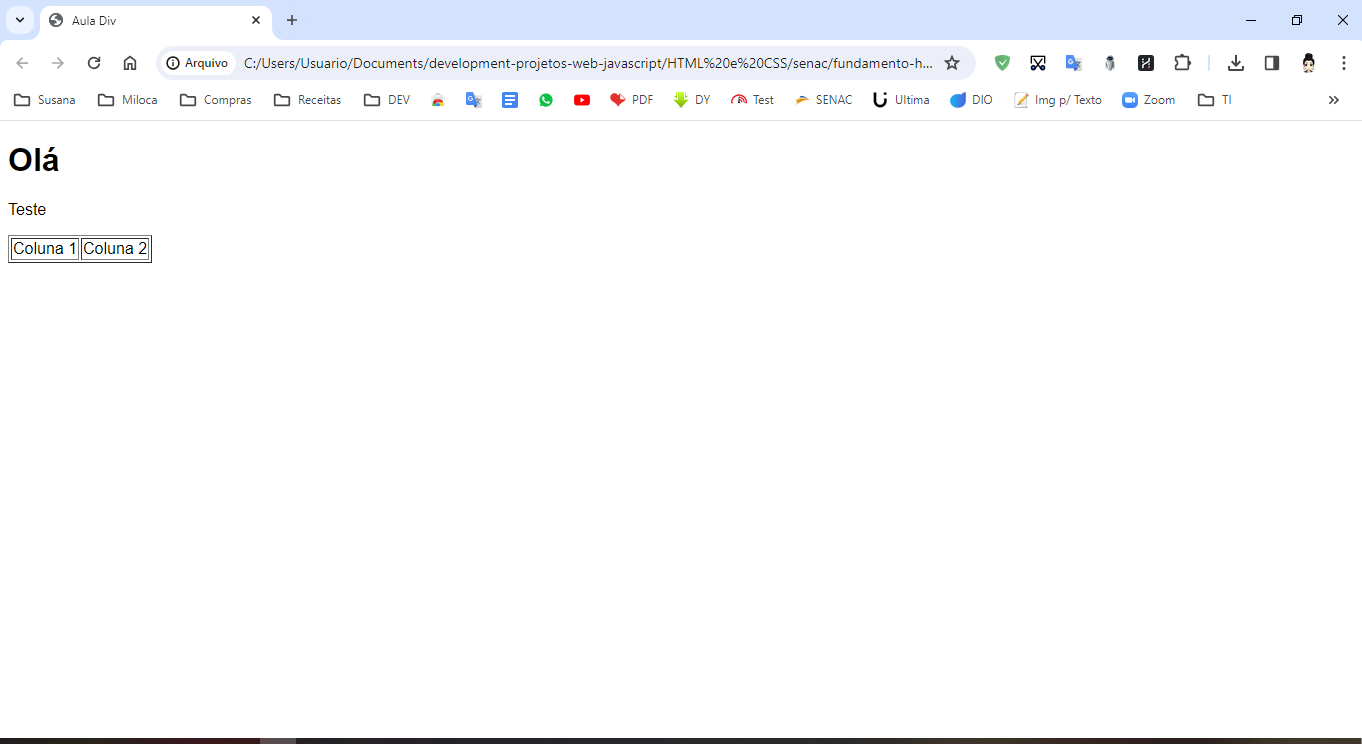 Aula Div
Arquivo C:/Users/Usuario/Documents/development-projetos-web-javascript/HTML%20e%20CSS/senac/fundamento-h...
Susana Miloca Compras Receitas DEV PDF DY Test SENAC Ultima DIO Img p/ Texto Zoom TI
Olá
Teste
Coluna 1 Coluna 2